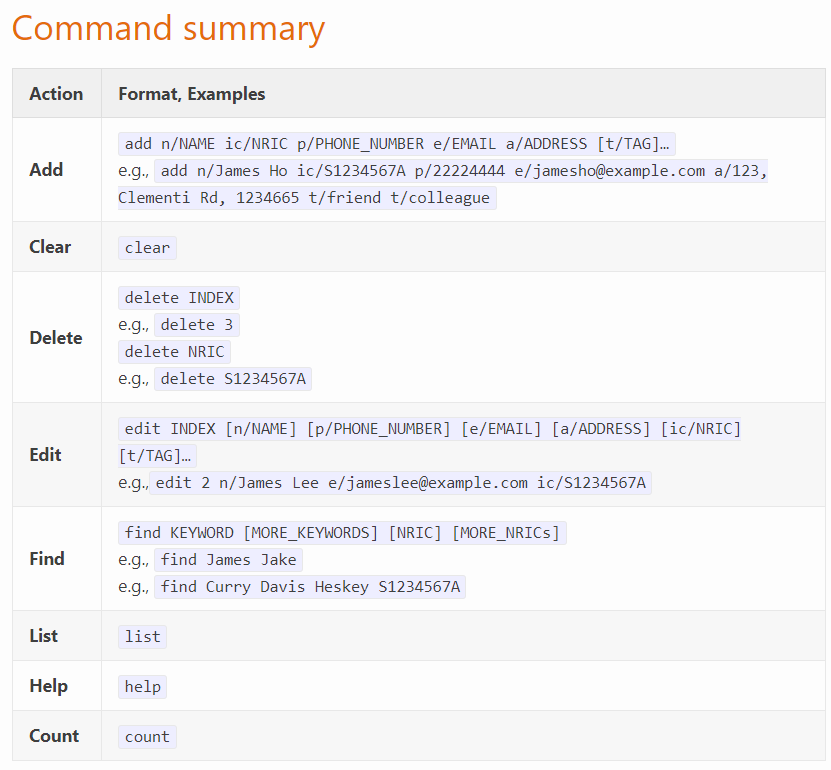 Command summary
Action Format, Examples
Add
add n/NAME ic/NRIC p/PHONE_NUMBER e/EMAIL a/ADDRESS [t/TAG]…
e.g., add n/James Ho ic/S1234567A p/22224444 e/jamesho@example.com a/123,
Clementi Rd, 1234665 t/friend t/colleague
Clear clear
Delete
delete INDEX
e.g., delete 3
delete NRIC
e.g., delete S1234567A
Edit
edit INDEX [n/NAME] [p/PHONE_NUMBER] [e/EMAIL] [a/ADDRESS] [ic/NRIC]
[t/TAG]…
e.g., edit 2 n/James Lee e/jameslee@example.com ic/S1234567A
Find
find KEYWORD [MORE_KEYWORDS] [NRIC] [MORE_NRICs]
e.g., find James Jake
e.g., find Curry Davis Heskey S1234567A
List list
Help help
Count count